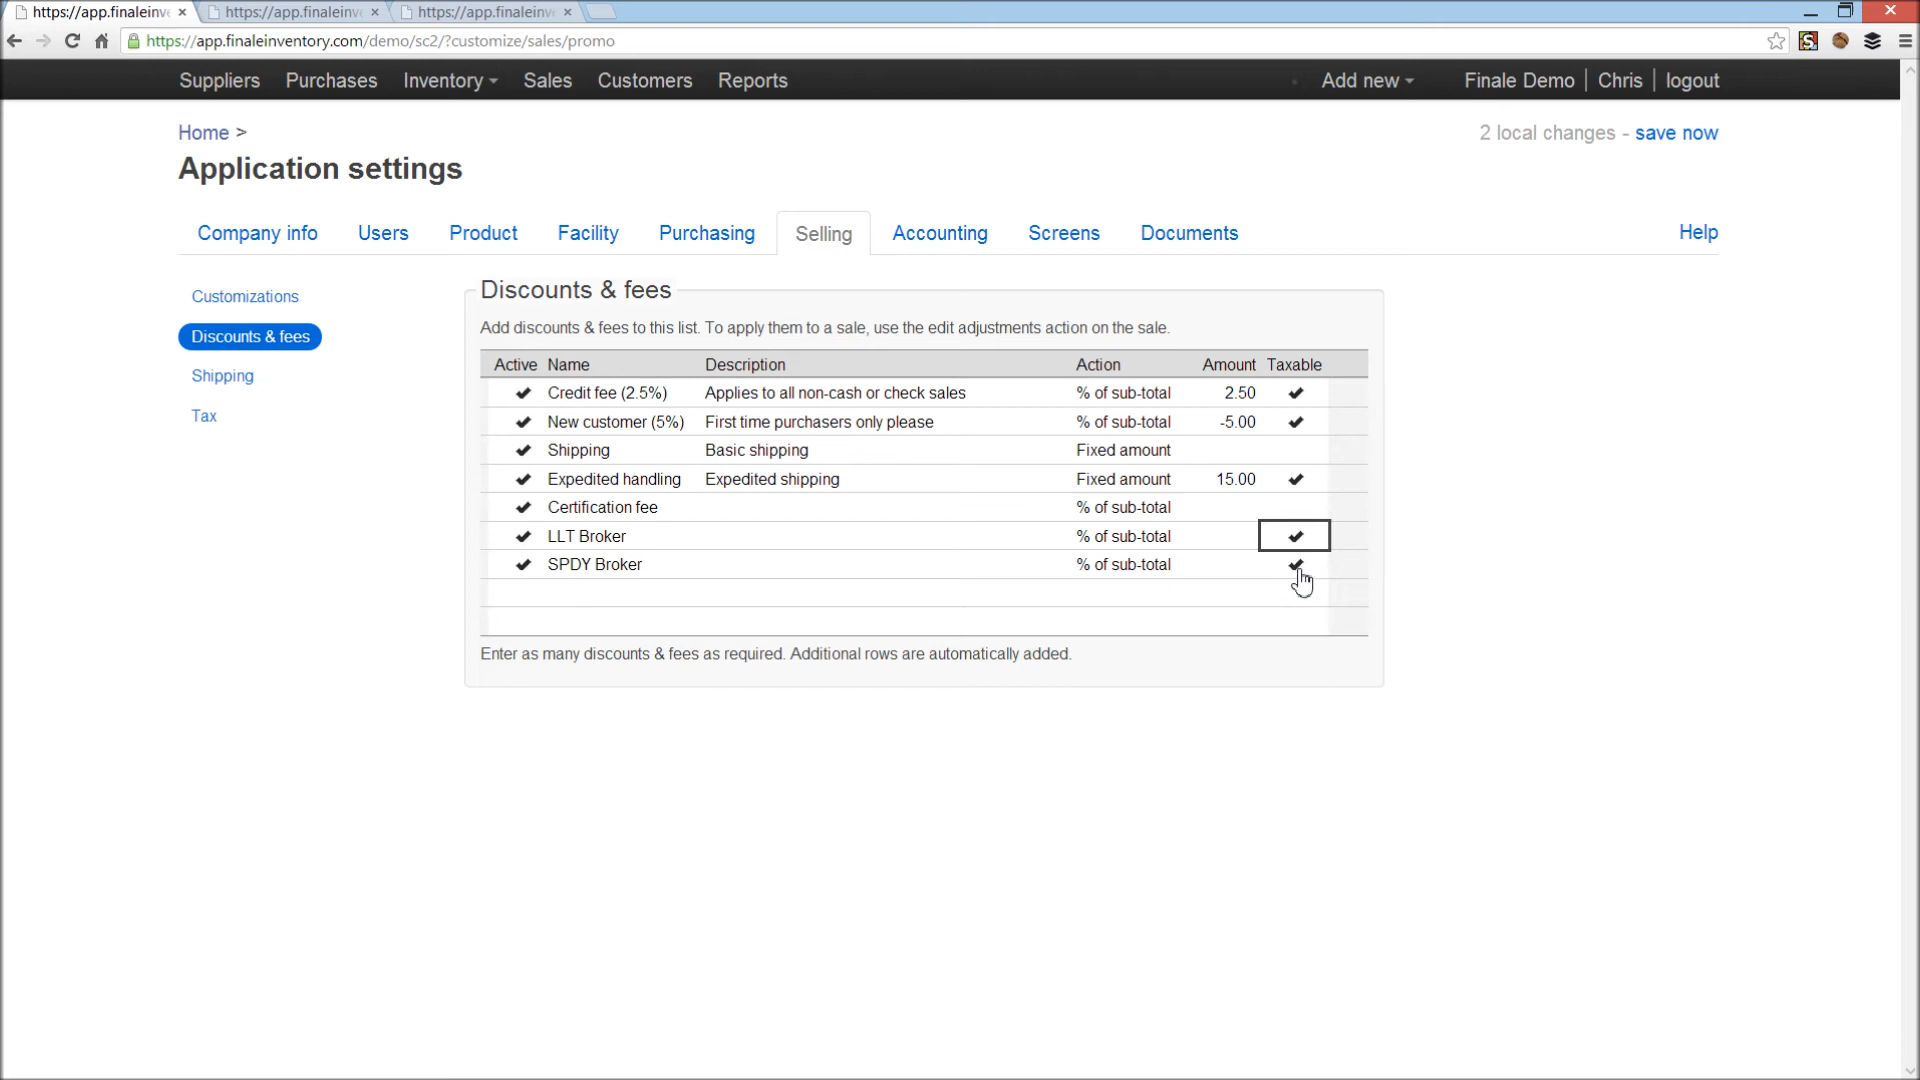 https://app.finaleinve
https://app.finaleinve
https://app.finaleinve
https://app.finaleinventory.com/demo/sc2/?customize/sales/promo
Suppliers Purchases Inventory Sales Customers Reports Add new Finale Demo Chris logout
Home >
2 local changes - save now
Application settings
Company info Users Product Facility Purchasing Selling Accounting Screens Documents Help
Customizations
Discounts & fees
Shipping
Tax
Discounts & fees
Add discounts & fees to this list. To apply them to a sale, use the edit adjustments action on the sale.
Active Name Description Action Amount Taxable
Credit fee (2.5%) Applies to all non-cash or check sales % of sub-total 2.50
New customer (5%) First time purchasers only please % of sub-total -5.00
Shipping Basic shipping Fixed amount
Expedited handling Expedited shipping Fixed amount 15.00
Certification fee % of sub-total
LLT Broker % of sub-total
SPDY Broker % of sub-total
Enter as many discounts & fees as required. Additional rows are automatically added.